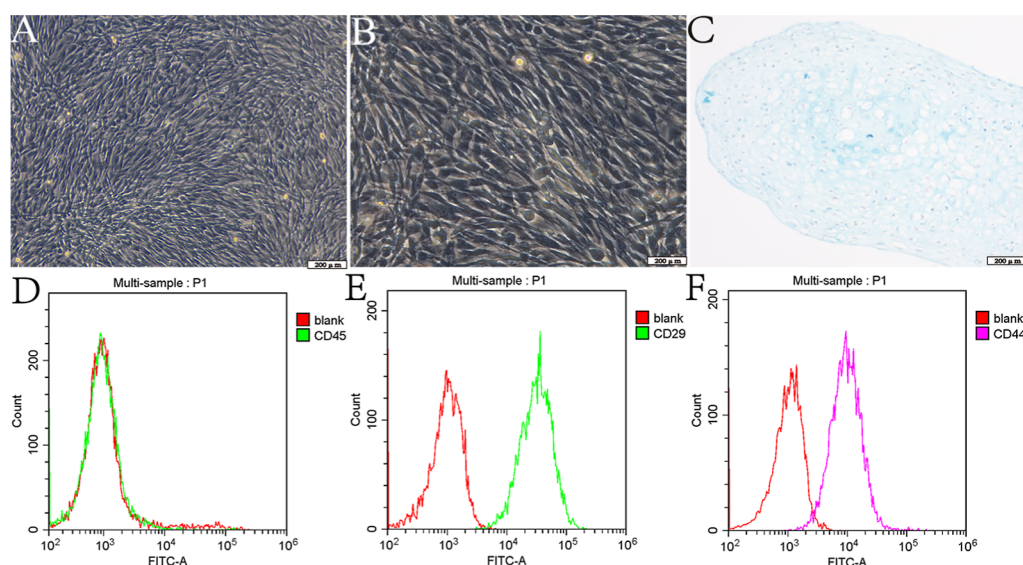 A
B
C
200 μm
200 μm
200 μm
D
Multi-sample : P1
blank
CD45
Count
200
100
0
10² 10³ 10⁴ 10⁵ 10⁶
FITC-A
E
Multi-sample : P1
blank
CD29
Count
200
100
0
10² 10³ 10⁴ 10⁵ 10⁶
FITC-A
F
Multi-sample : P1
blank
CD44
Count
200
100
0
10² 10³ 10⁴ 10⁵ 10⁶
FITC-A